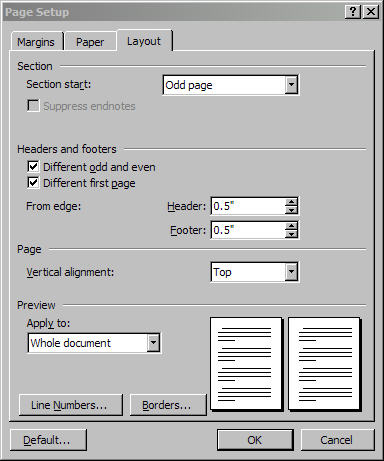 Page Setup
Margins Paper Layout
Section
Section start: Odd page
Suppress endnotes
Headers and footers
Different odd and even
Different first page
From edge: Header: 0.5"
Footer: 0.5"
Page
Vertical alignment: Top
Preview
Apply to:
Whole document
Line Numbers... Borders...
Default... OK Cancel